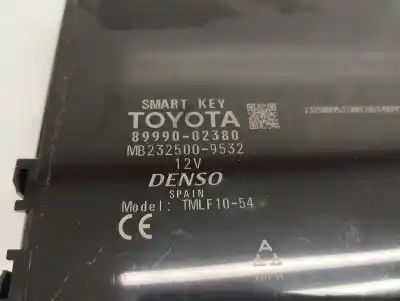 SMART KEY
TOYOTA
89990-02380
MB232500-9532
12V
DENSO
SPAIN
Model: TMLF10-54
CE